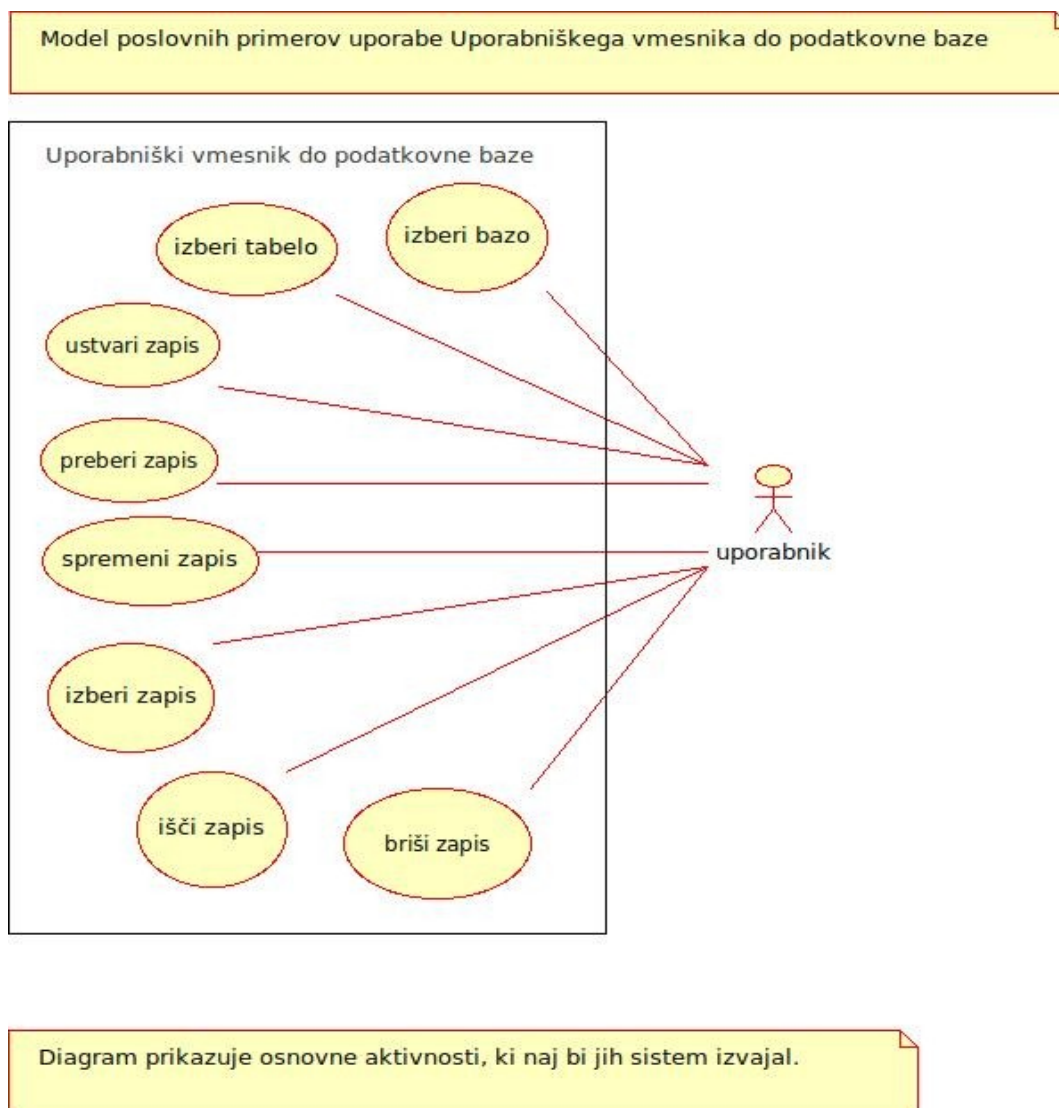 Model poslovnih primerov uporabe Uporabniškega vmesnika do podatkovne baze
Uporabniški vmesnik do podatkovne baze
izberi tabelo
izberi bazo
ustvari zapis
preberi zapis
spremeni zapis
uporabnik
izberi zapis
išči zapis
briši zapis
Diagram prikazuje osnovne aktivnosti, ki naj bi jih sistem izvajal.